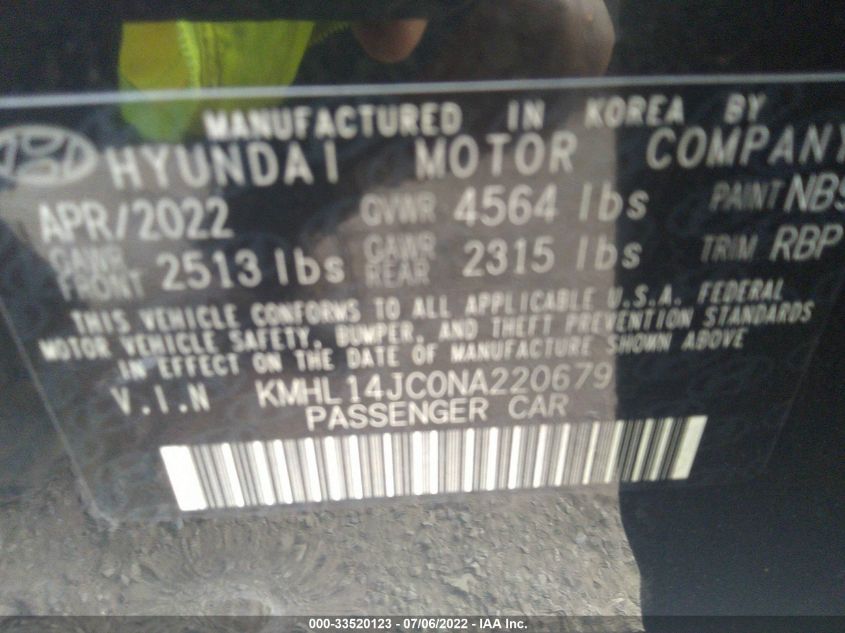 MANUFACTURED IN KOREA BY
HYUNDAI MOTOR COMPANY
APR/2022 GVWR 4564 lbs PAINT NB9
GAWR FRONT 2513 lbs GAWR REAR 2315 lbs TRIM RBP
THIS VEHICLE CONFORMS TO ALL APPLICABLE U.S.A. FEDERAL
MOTOR VEHICLE SAFETY, BUMPER, AND THEFT PREVENTION STANDARDS
IN EFFECT ON THE DATE OF MANUFACTURE SHOWN ABOVE
V.I.N KMHL14JC0NA220679
PASSENGER CAR
000-33520123 - 07/06/2022 - IAA Inc.